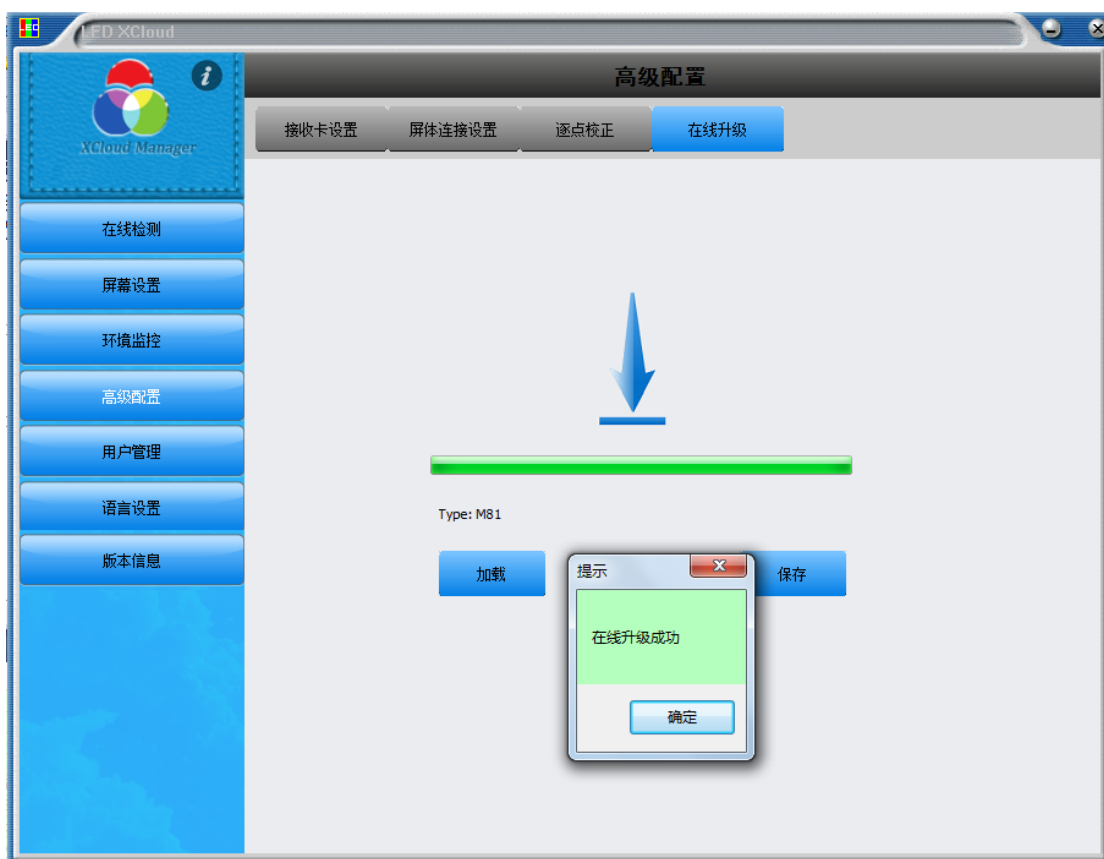 LED XCloud
i
XCloud Manager
高级配置
接收卡设置
屏体连接设置
逐点校正
在线升级
在线检测
屏幕设置
环境监控
高级配置
用户管理
语言设置
版本信息
Type: M81
加载
保存
提示
在线升级成功
确定